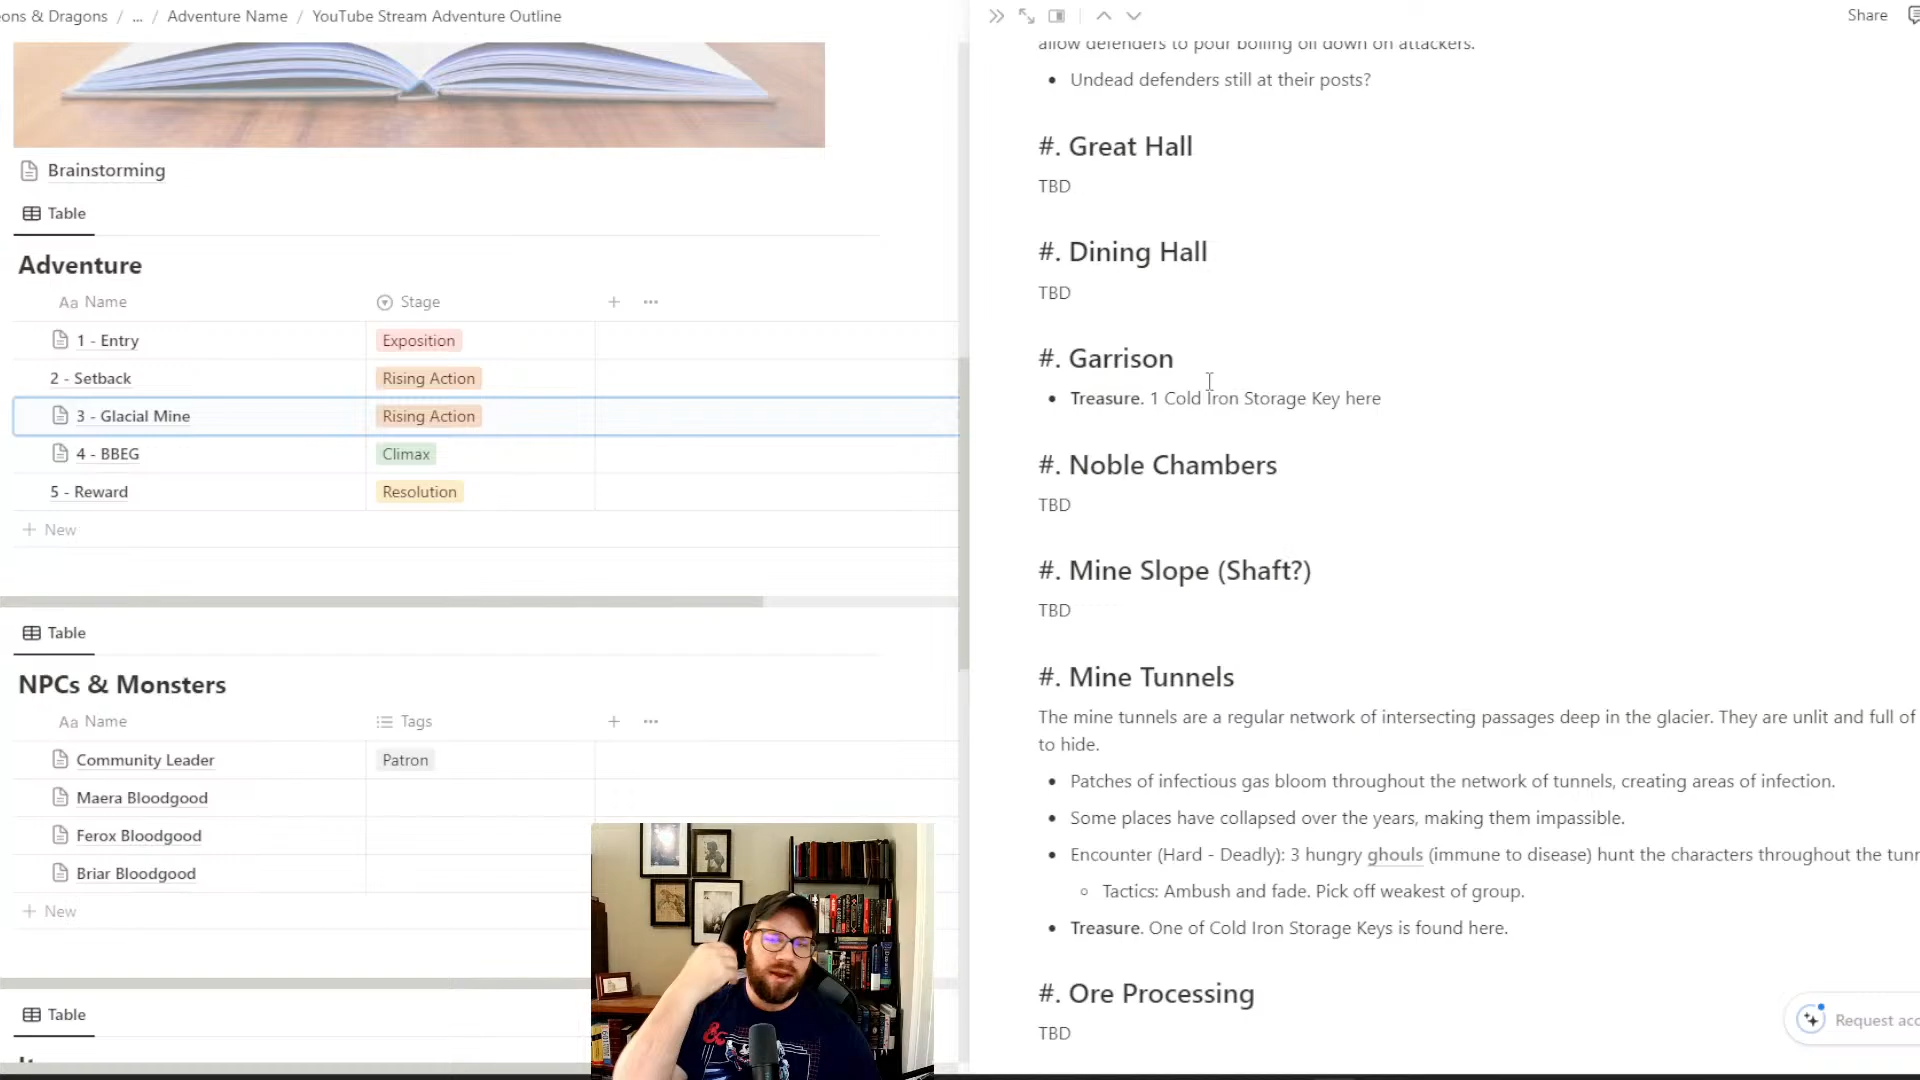 ons & Dragons / ... / Adventure Name / YouTube Stream Adventure Outline
Brainstorming
Table
Adventure
Aa Name Stage + ...
1 - Entry Exposition
2 - Setback Rising Action
3 - Glacial Mine Rising Action
4 - BBEG Climax
5 - Reward Resolution
+ New
Table
NPCs & Monsters
Aa Name Tags + ...
Community Leader Patron
Maera Bloodgood
Ferox Bloodgood
Briar Bloodgood
+ New
Table
Share
allow defenders to pour boiling oil down on attackers.
• Undead defenders still at their posts?
#. Great Hall
TBD
#. Dining Hall
TBD
#. Garrison
• Treasure. 1 Cold Iron Storage Key here
#. Noble Chambers
TBD
#. Mine Slope (Shaft?)
TBD
#. Mine Tunnels
The mine tunnels are a regular network of intersecting passages deep in the glacier. They are unlit and full of
to hide.
• Patches of infectious gas bloom throughout the network of tunnels, creating areas of infection.
• Some places have collapsed over the years, making them impassible.
• Encounter (Hard - Deadly): 3 hungry ghouls (immune to disease) hunt the characters throughout the tunn
◦ Tactics: Ambush and fade. Pick off weakest of group.
• Treasure. One of Cold Iron Storage Keys is found here.
#. Ore Processing
TBD
Request acc